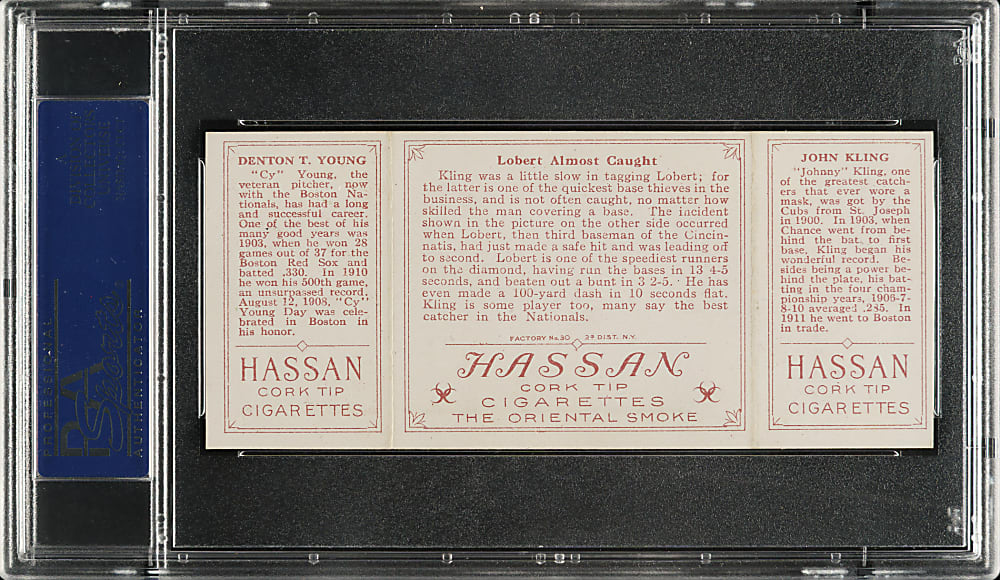 DENTON T. YOUNG
"Cy" Young, the
veteran pitcher, now
with the Boston Na-
tionals, has had a long
and successful career.
One of the best of his
many good years was
1903, when he won 28
games out of 37 for the
Boston Red Sox and
batted .330. In 1910
he won his 500th game,
an unsurpassed record.
August 12, 1908, "Cy"
Young Day was cele-
brated in Boston in
his honor.
HASSAN
CORK TIP
CIGARETTES
Lobert Almost Caught
Kling was a little slow in tagging Lobert; for
the latter is one of the quickest base thieves in the
business, and is not often caught, no matter how
skilled the man covering a base. The incident
shown in the picture on the other side occurred
when Lobert, then third baseman of the Cincin-
natis, had just made a safe hit and was leading off
to second. Lobert is one of the speediest runners
on the diamond, having run the bases in 13 4-5
seconds, and beaten out a bunt in 3 2-5. He has
even made a 100-yard dash in 10 seconds flat.
Kling is some player too, many say the best
catcher in the Nationals.
FACTORY No. 30 2d DIST. N.Y.
HASSAN
CORK TIP
CIGARETTES
THE ORIENTAL SMOKE
JOHN KLING
"Johnny" Kling, one
of the greatest catch-
ers that ever wore a
mask, was got by the
Cubs from St. Joseph
in 1900. In 1903, when
Chance went from be-
hind the bat to first
base, Kling began his
wonderful record. Be-
sides being a power be-
hind the plate, his bat-
ting in the four cham-
pionship years, 1906-7-
8-10 averaged .285. In
1911 he went to Boston
in trade.
HASSAN
CORK TIP
CIGARETTES
PROFESSIONAL
PSA
Sports
AUTHENTICATOR